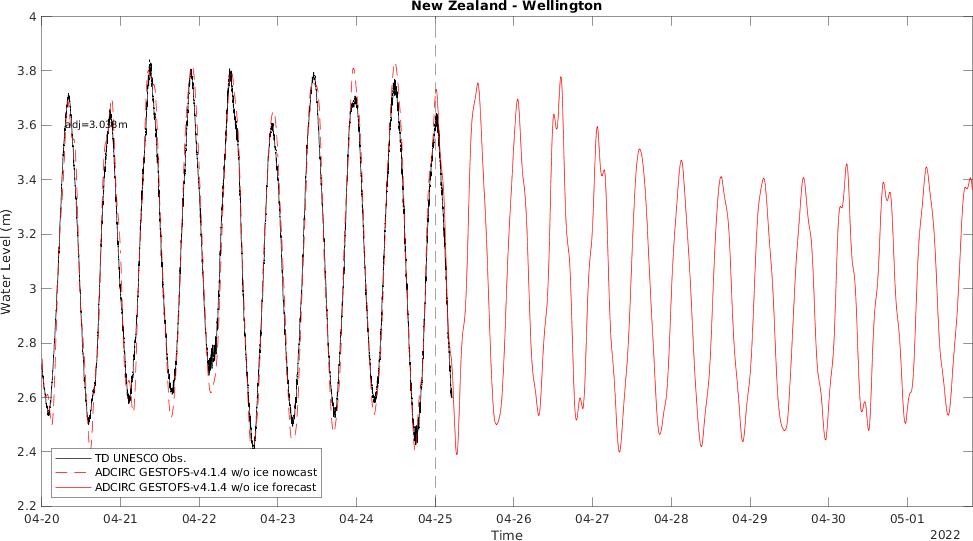 New Zealand - Wellington
4
3.8
3.6
3.4
3.2
3
2.8
2.6
2.4
2.2
Water Level (m)
adj=3.038m
TD UNESCO Obs.
ADCIRC GESTOFS-v4.1.4 w/o ice nowcast
ADCIRC GESTOFS-v4.1.4 w/o ice forecast
04-20 04-21 04-22 04-23 04-24 04-25 04-26 04-27 04-28 04-29 04-30 05-01
Time
2022